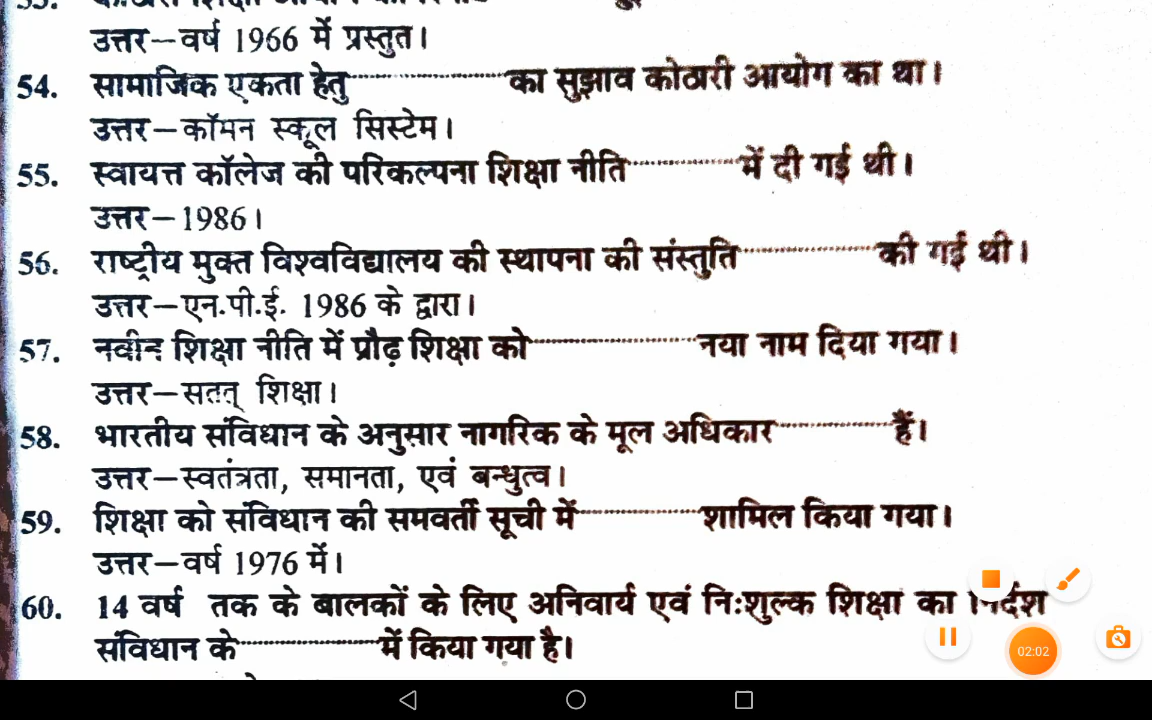 उत्तर–वर्ष 1966 में प्रस्तुत।
54. सामाजिक एकता हेतु.....................का सुझाव कोठारी आयोग का था।
उत्तर–कॉमन स्कूल सिस्टेम।
55. स्वायत्त कॉलेज की परिकल्पना शिक्षा नीति...............में दी गई थी।
उत्तर–1986।
56. राष्ट्रीय मुक्त विश्वविद्यालय की स्थापना की संस्तुति...................की गई थी।
उत्तर–एन.पी.ई. 1986 के द्वारा।
57. नवीन शिक्षा नीति में प्रौढ़ शिक्षा को.......................नया नाम दिया गया।
उत्तर–सतत् शिक्षा।
58. भारतीय संविधान के अनुसार नागरिक के मूल अधिकार................हैं।
उत्तर–स्वतंत्रता, समानता, एवं बन्धुत्व।
59. शिक्षा को संविधान की समवर्ती सूची में.................शामिल किया गया।
उत्तर–वर्ष 1976 में।
60. 14 वर्ष तक के बालकों के लिए अनिवार्य एवं निःशुल्क शिक्षा का निर्देश
संविधान के...................में किया गया है।
02:02